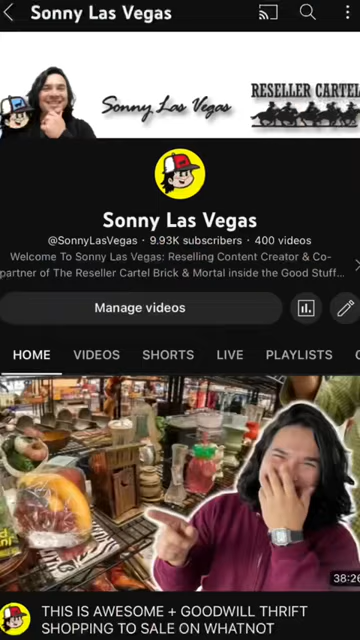 Sonny Las Vegas
Sonny Las Vegas
RESELLER CARTEL
Sonny Las Vegas
@SonnyLasVegas · 9.93K subscribers · 400 videos
Welcome To Sonny Las Vegas: Reselling Content Creator & Co-
partner of The Reseller Cartel Brick & Mortal inside the Good Stuff...
Manage videos
HOME VIDEOS SHORTS LIVE PLAYLISTS
38:26
THIS IS AWESOME + GOODWILL THRIFT
SHOPPING TO SALE ON WHATNOT